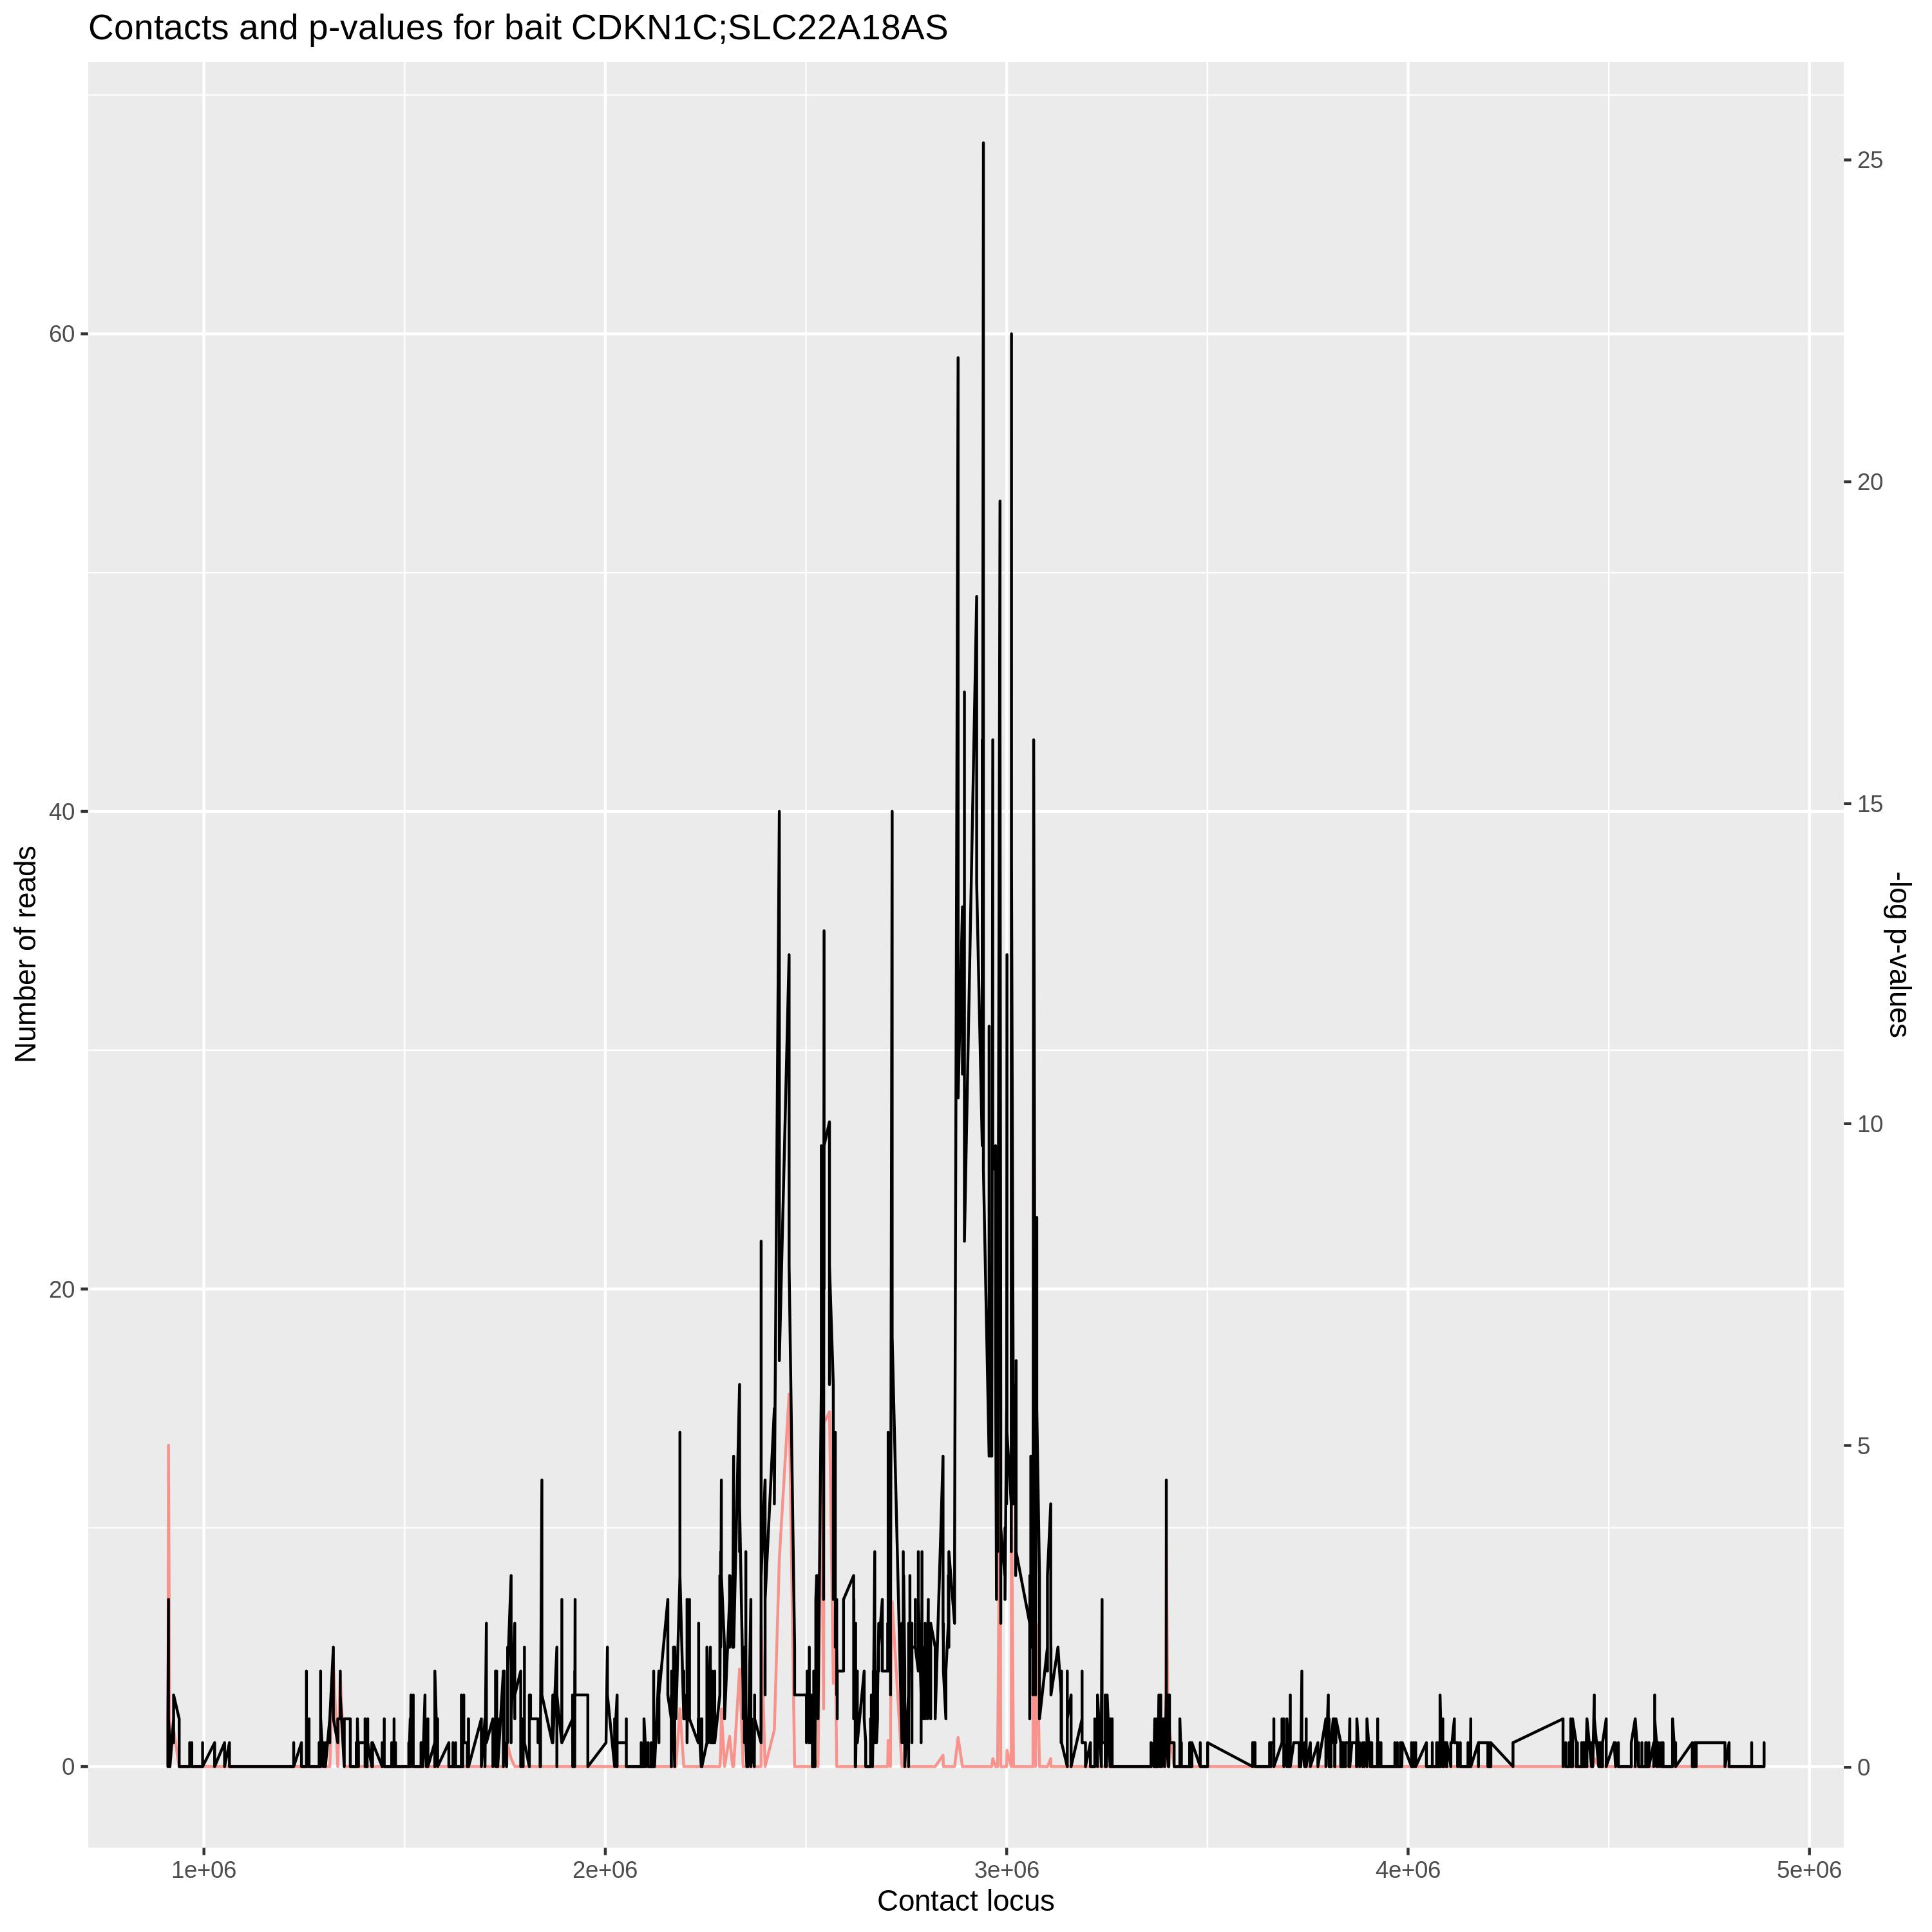 Contacts and p-values for bait CDKN1C;SLC22A18AS
60
40
20
0
Number of reads
25
20
15
10
5
0
-log p-values
1e+06 2e+06 3e+06 4e+06 5e+06
Contact locus